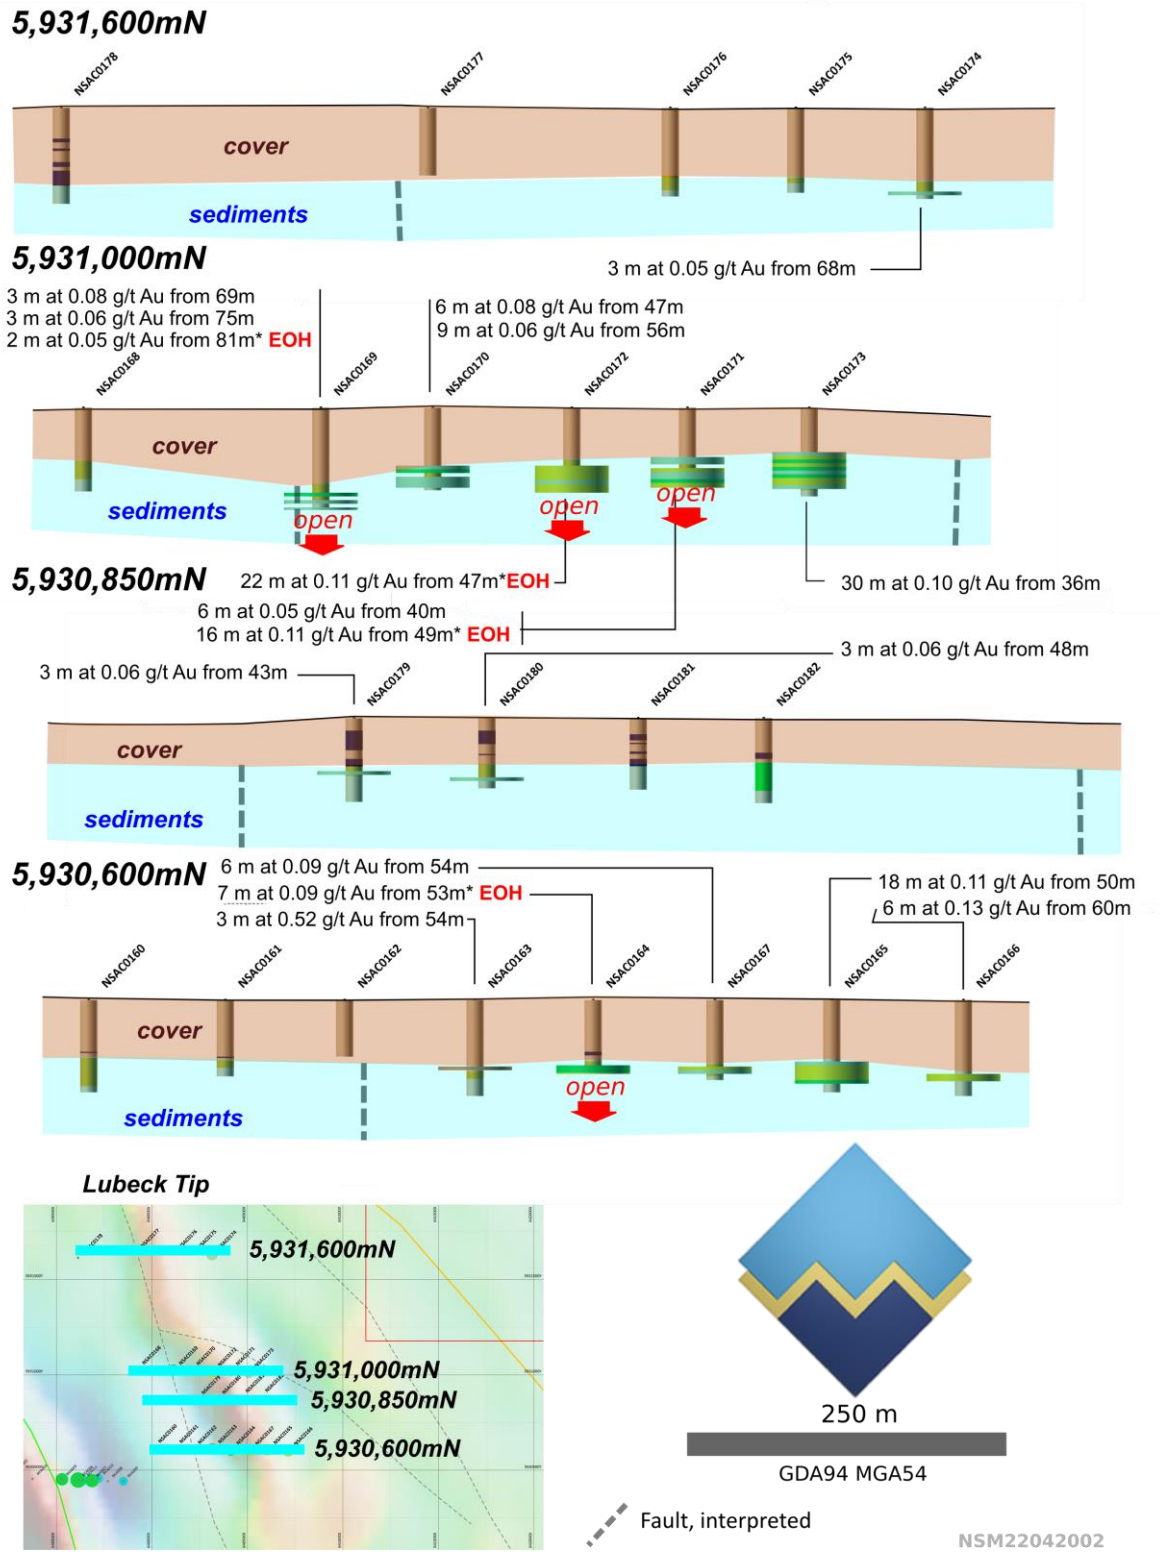 5,931,600mN
NSAC0178
NSAC0177
NSAC0176
NSAC0175
NSAC0174
cover
sediments
5,931,000mN
3 m at 0.05 g/t Au from 68m
3 m at 0.08 g/t Au from 69m
3 m at 0.06 g/t Au from 75m
2 m at 0.05 g/t Au from 81m* EOH
6 m at 0.08 g/t Au from 47m
9 m at 0.06 g/t Au from 56m
NSAC0168
NSAC0169
NSAC0170
NSAC0172
NSAC0171
NSAC0173
cover
sediments
open
open
open
5,930,850mN
22 m at 0.11 g/t Au from 47m*EOH
30 m at 0.10 g/t Au from 36m
6 m at 0.05 g/t Au from 40m
16 m at 0.11 g/t Au from 49m* EOH
3 m at 0.06 g/t Au from 43m
3 m at 0.06 g/t Au from 48m
NSAC0179
NSAC0180
NSAC0181
NSAC0182
cover
sediments
5,930,600mN
6 m at 0.09 g/t Au from 54m
7 m at 0.09 g/t Au from 53m* EOH
3 m at 0.52 g/t Au from 54m
18 m at 0.11 g/t Au from 50m
6 m at 0.13 g/t Au from 60m
NSAC0160
NSAC0161
NSAC0162
NSAC0163
NSAC0164
NSAC0167
NSAC0165
NSAC0166
cover
sediments
open
Lubeck Tip
5,931,600mN
5,931,000mN
5,930,850mN
5,930,600mN
250 m
GDA94 MGA54
Fault, interpreted
NSM22042002